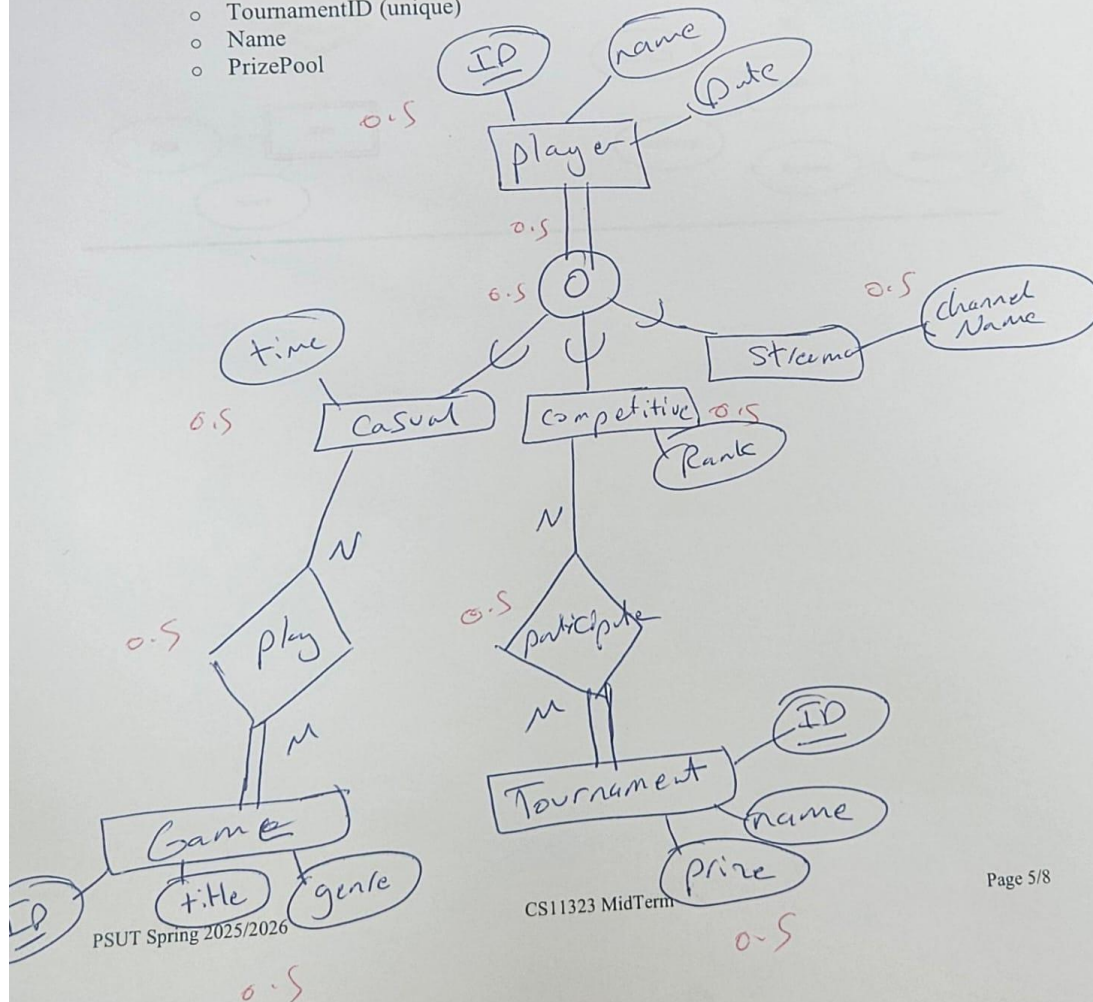 TournamentID (unique)
Name
PrizePool
ID
name
Date
0.5
player
0.5
0.5
O
0.5
channel
Name
time
0.5
casual
competitive
0.5
Rank
N
N
0.5
play
0.5
participate
M
M
ID
Tournament
name
prize
Game
ID
title
genre
CS11323 MidTerm
Page 5/8
PSUT Spring 2025/2026
0.5
0.5